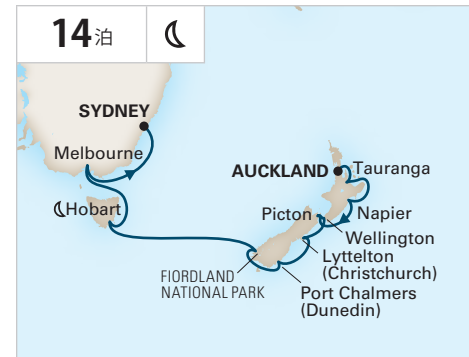 14泊
SYDNEY
Melbourne
AUCKLAND
Tauranga
Hobart
Picton
Napier
Wellington
Lyttelton
(Christchurch)
FIORDLAND
NATIONAL PARK
Port Chalmers
(Dunedin)